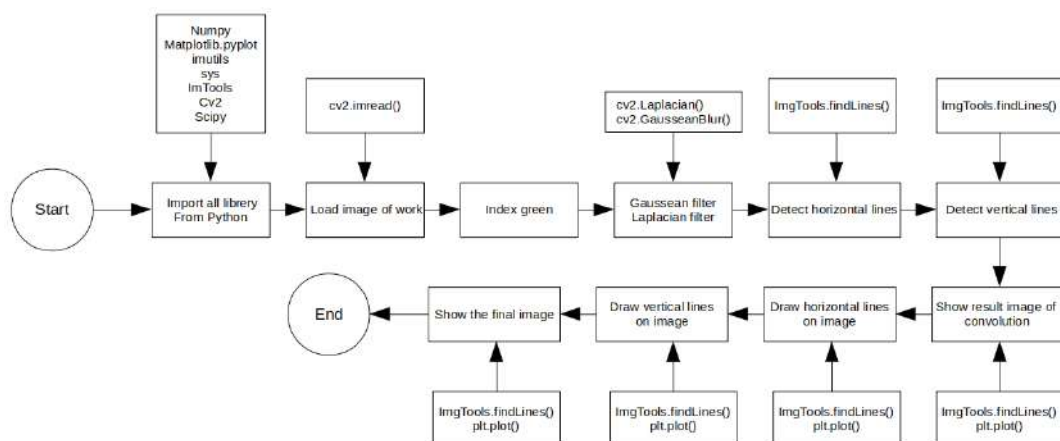 Numpy
Matplotlib.pyplot
imutils
sys
ImTools
Cv2
Scipy
cv2.imread()
cv2.Laplacian()
cv2.GausseanBlur()
ImgTools.findLines()
ImgTools.findLines()
Start
Import all librery
From Python
Load image of work
Index green
Gaussean filter
Laplacian filter
Detect horizontal lines
Detect vertical lines
End
Show the final image
Draw vertical lines
on image
Draw horizontal lines
on image
Show result image of
convolution
ImgTools.findLines()
plt.plot()
ImgTools.findLines()
plt.plot()
ImgTools.findLines()
plt.plot()
ImgTools.findLines()
plt.plot()